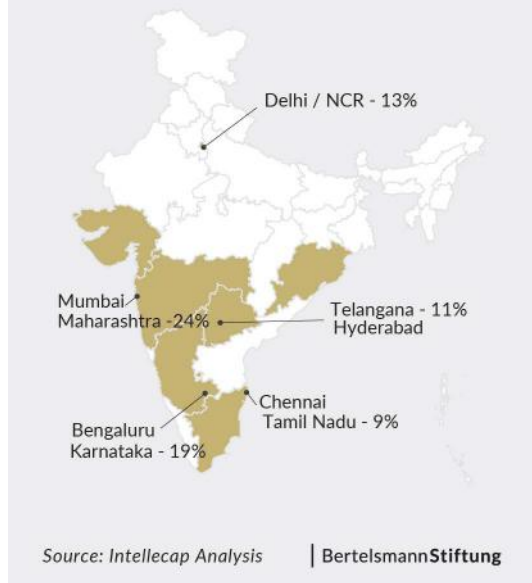 Delhi / NCR - 13%
Mumbai
Maharashtra -24%
Telangana - 11%
Hyderabad
Chennai
Tamil Nadu - 9%
Bengaluru
Karnataka - 19%
Source: Intellecap Analysis
BertelsmannStiftung